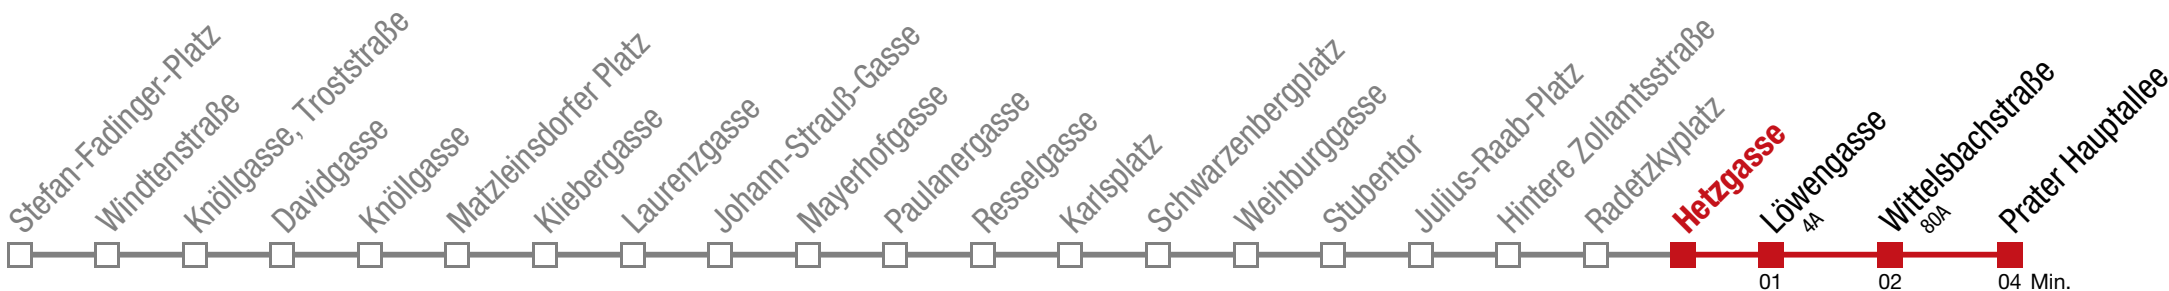 Stefan-Fadinger-Platz
Windtenstraße
Knöllgasse, Troststraße
Davidgasse
Knöllgasse
Matzleinsdorfer Platz
Kliebergasse
Laurenzgasse
Johann-Strauß-Gasse
Mayerhofgasse
Paulanergasse
Resselgasse
Karlsplatz
Schwarzenbergplatz
Weihburggasse
Stubentor
Julius-Raab-Platz
Hintere Zollamtsstraße
Radetzkyplatz
Hetzgasse
Löwengasse
4A
Wittelsbachstraße
80A
Prater Hauptallee
01 02 04 Min.